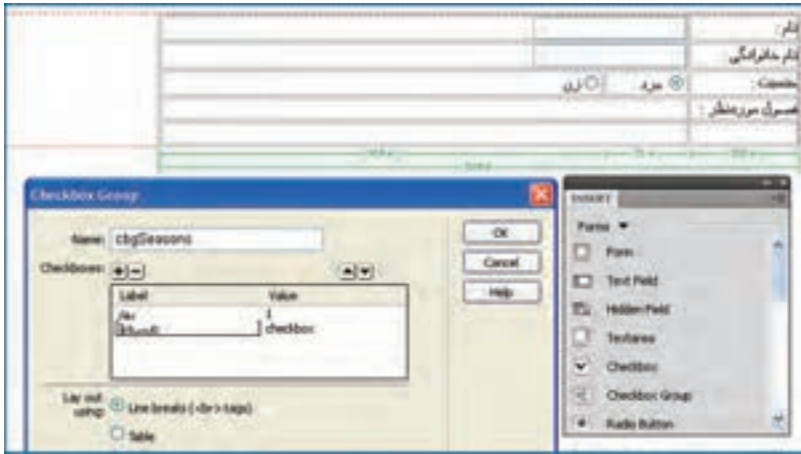 نام :
نام خانوادگی
جنسیت : مرد زن
فصول موردنظر :
Checkbox Group
Name: cbgSeasons
OK
Checkboxes:
Cancel
Label Value
Help
بهار 1
checkbox
Lay out using:
Line breaks (<br> tags)
Table
INSERT
Forms
Form
Text Field
Hidden Field
Textarea
Checkbox
Checkbox Group
Radio Button